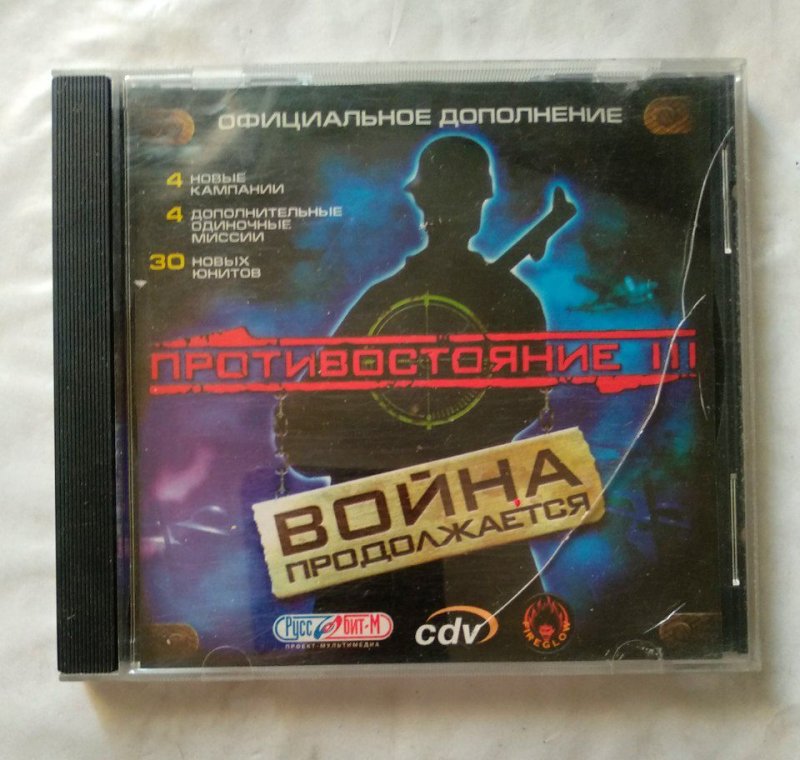 ОФИЦИАЛЬНОЕ ДОПОЛНЕНИЕ
4 НОВЫЕ
КАМПАНИИ
4 ДОПОЛНИТЕЛЬНЫЕ
ОДИНОЧНЫЕ
МИССИИ
30 НОВЫХ
ЮНИТОВ
ПРОТИВОСТОЯНИЕ III
ВОЙНА
ПРОДОЛЖАЕТСЯ
Русс бит-М
ПРОЕКТ-МУЛЬТИМЕДИА
cdv
FIREGLOW